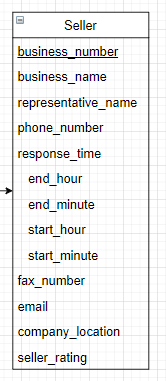 Seller
business_number
business_name
representative_name
phone_number
response_time
end_hour
end_minute
start_hour
start_minute
fax_number
email
company_location
seller_rating